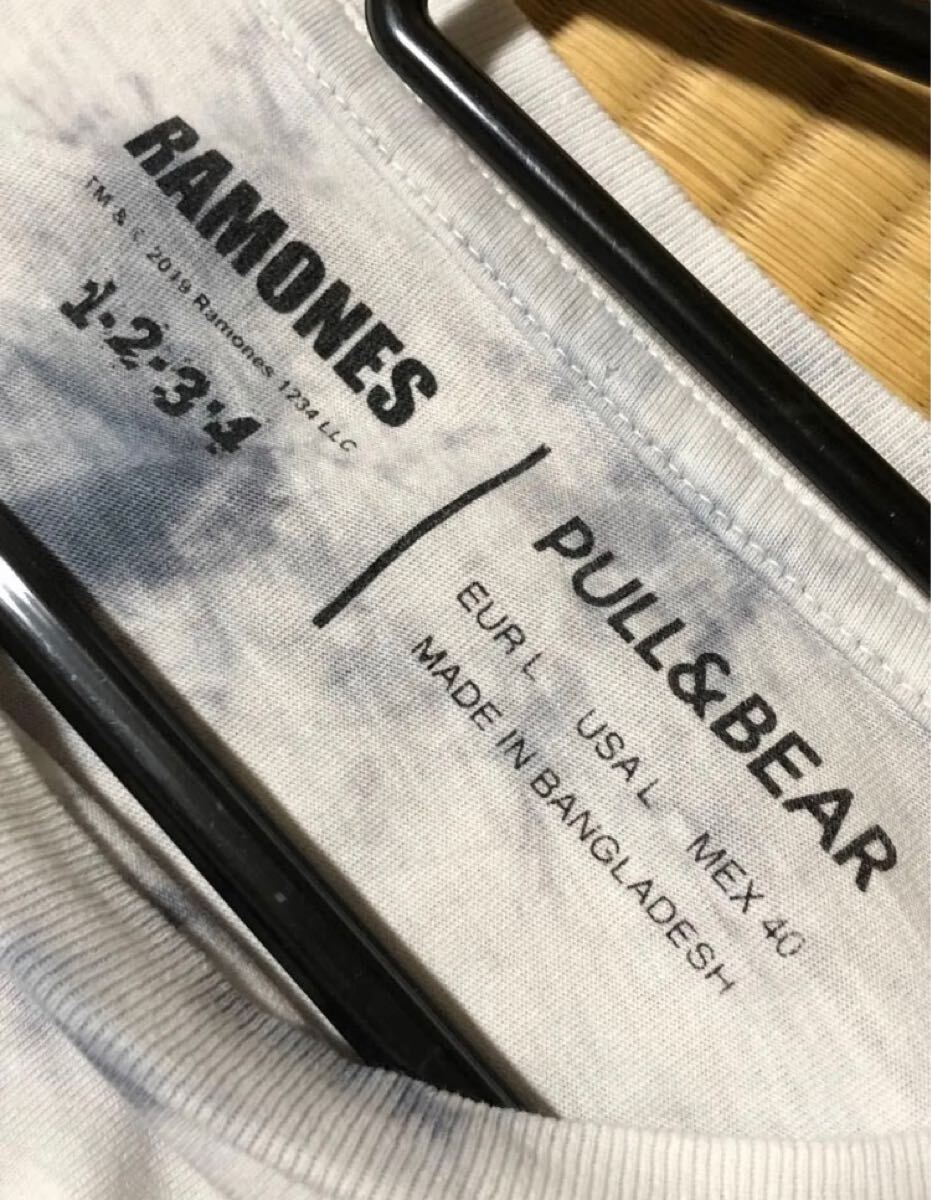 RAMONES
TM & © 2019 Ramones 1234 LLC
1·2·3·4
PULL&BEAR
EUR L USA L MEX 40
MADE IN BANGLADESH